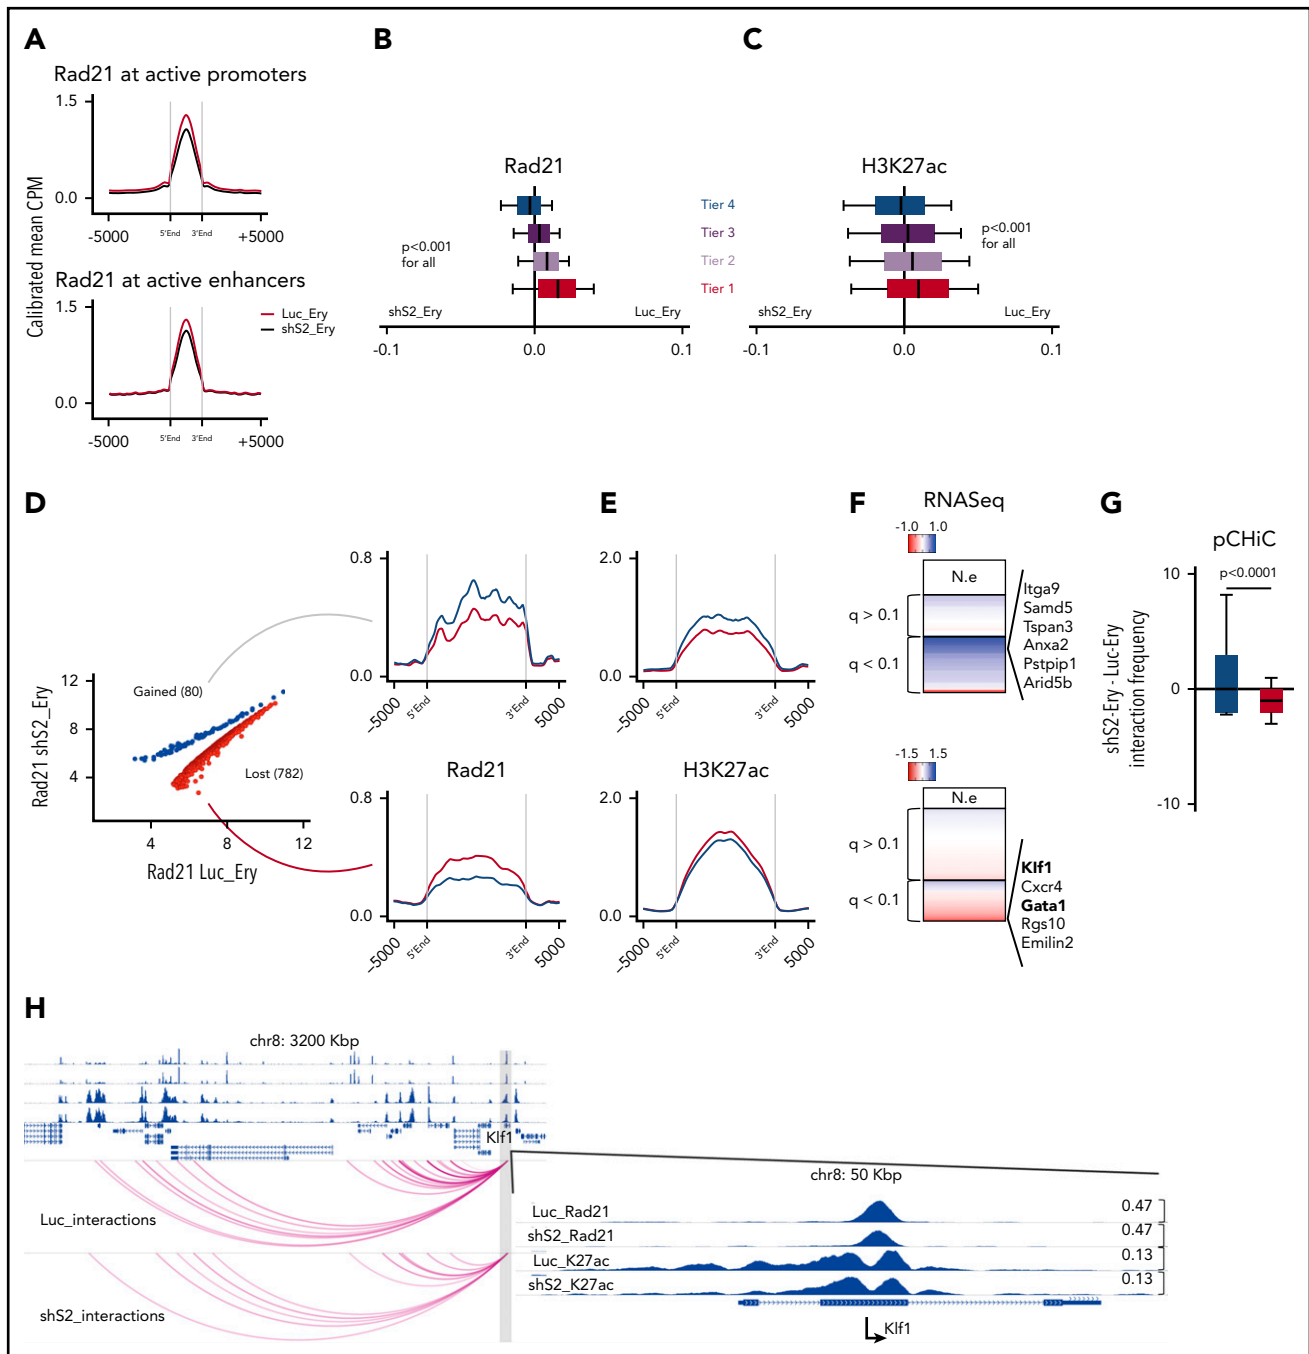 A
Rad21 at active promoters
1.5
0.0
-5000
5'End
3'End
+5000
Rad21 at active enhancers
1.5
Luc_Ery
shS2_Ery
0.0
-5000
5'End
3'End
+5000
Calibrated mean CPM
B
Rad21
p<0.001
for all
shS2_Ery
Luc_Ery
-0.1
0.0
0.1
Tier 4
Tier 3
Tier 2
Tier 1
C
H3K27ac
p<0.001
for all
shS2_Ery
Luc_Ery
-0.1
0.0
0.1
D
12
8
4
Gained (80)
Lost (782)
4
8
12
Rad21 shS2_Ery
Rad21 Luc_Ery
0.8
0.0
-5000
5'End
3'End
5000
Rad21
0.8
0.0
-5000
5'End
3'End
5000
E
2.0
0.0
-5000
5'End
3'End
5000
H3K27ac
2.0
0.0
-5000
5'End
3'End
5000
F
RNASeq
-1.0 1.0
N.e
q > 0.1
q < 0.1
Itga9
Samd5
Tspan3
Anxa2
Pstpip1
Arid5b
-1.5 1.5
N.e
q > 0.1
q < 0.1
Klf1
Cxcr4
Gata1
Rgs10
Emilin2
G
pCHiC
p<0.0001
10
0
-10
shS2-Ery - Luc-Ery
interaction frequency
H
chr8: 3200 Kbp
Klf1
Luc_interactions
shS2_interactions
chr8: 50 Kbp
Luc_Rad21
0.47
shS2_Rad21
0.47
Luc_K27ac
0.13
shS2_K27ac
0.13
Klf1